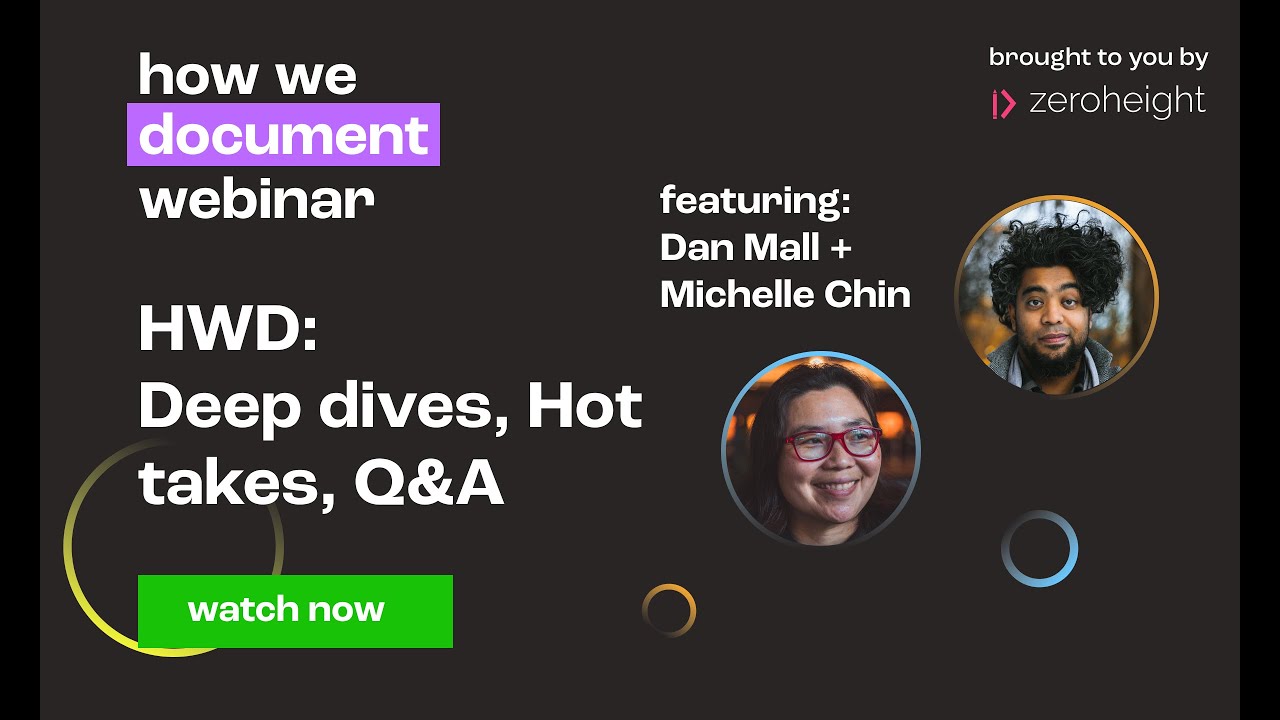 how we
document
webinar
HWD:
Deep dives, Hot
takes, Q&A
watch now
brought to you by
zeroheight
featuring:
Dan Mall +
Michelle Chin